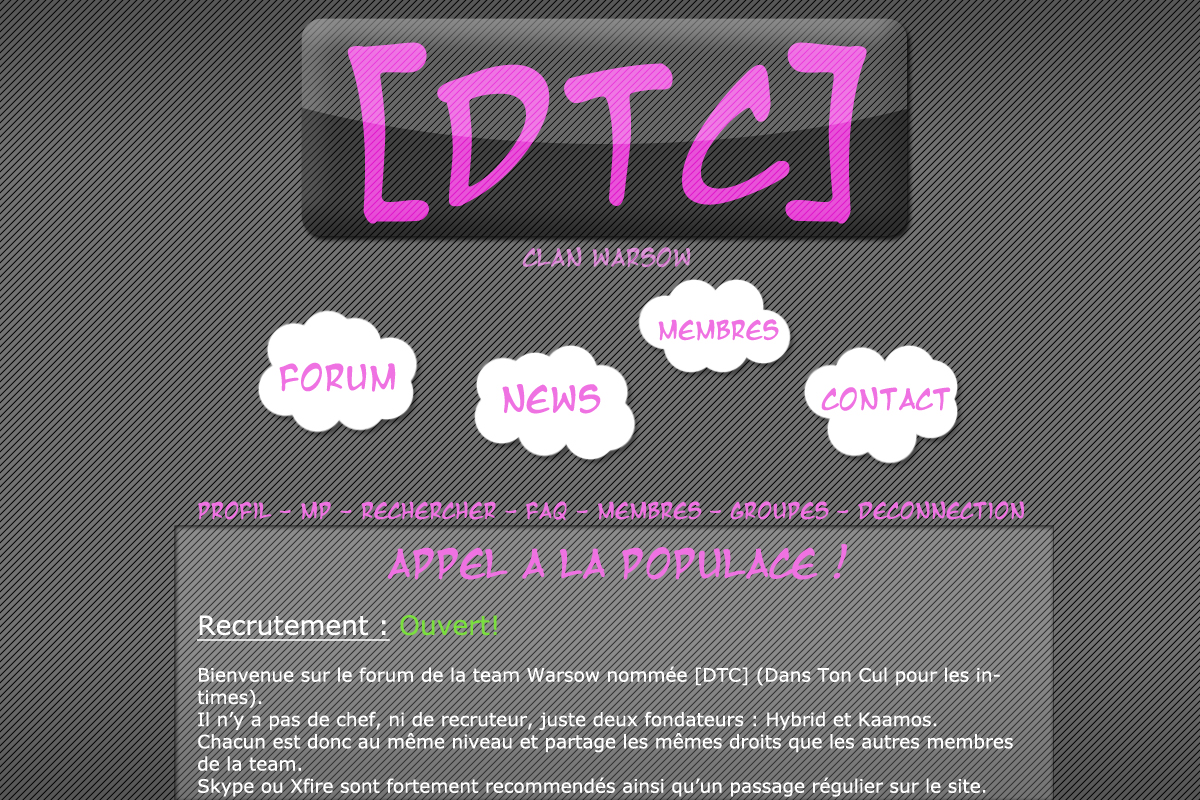 [DTC]
CLAN WARSOW
FORUM
NEWS
MEMBRES
CONTACT
PROFIL - MP - RECHERCHER - FAQ - MEMBRES - GROUPES - DECONNECTION
APPEL A LA POPULACE !
Recrutement : Ouvert!
Bienvenue sur le forum de la team Warsow nommée [DTC] (Dans Ton Cul pour les in-
times).
Il n’y a pas de chef, ni de recruteur, juste deux fondateurs : Hybrid et Kaamos.
Chacun est donc au même niveau et partage les mêmes droits que les autres membres
de la team.
Skype ou Xfire sont fortement recommendés ainsi qu’un passage régulier sur le site.